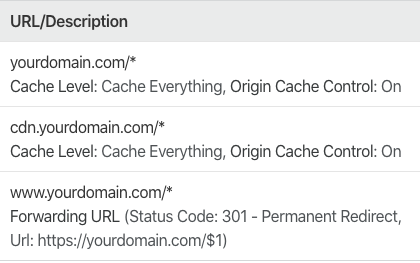 URL/Description
yourdomain.com/*
Cache Level: Cache Everything, Origin Cache Control: On
cdn.yourdomain.com/*
Cache Level: Cache Everything, Origin Cache Control: On
www.yourdomain.com/*
Forwarding URL (Status Code: 301 - Permanent Redirect,
Url: https://yourdomain.com/$1)